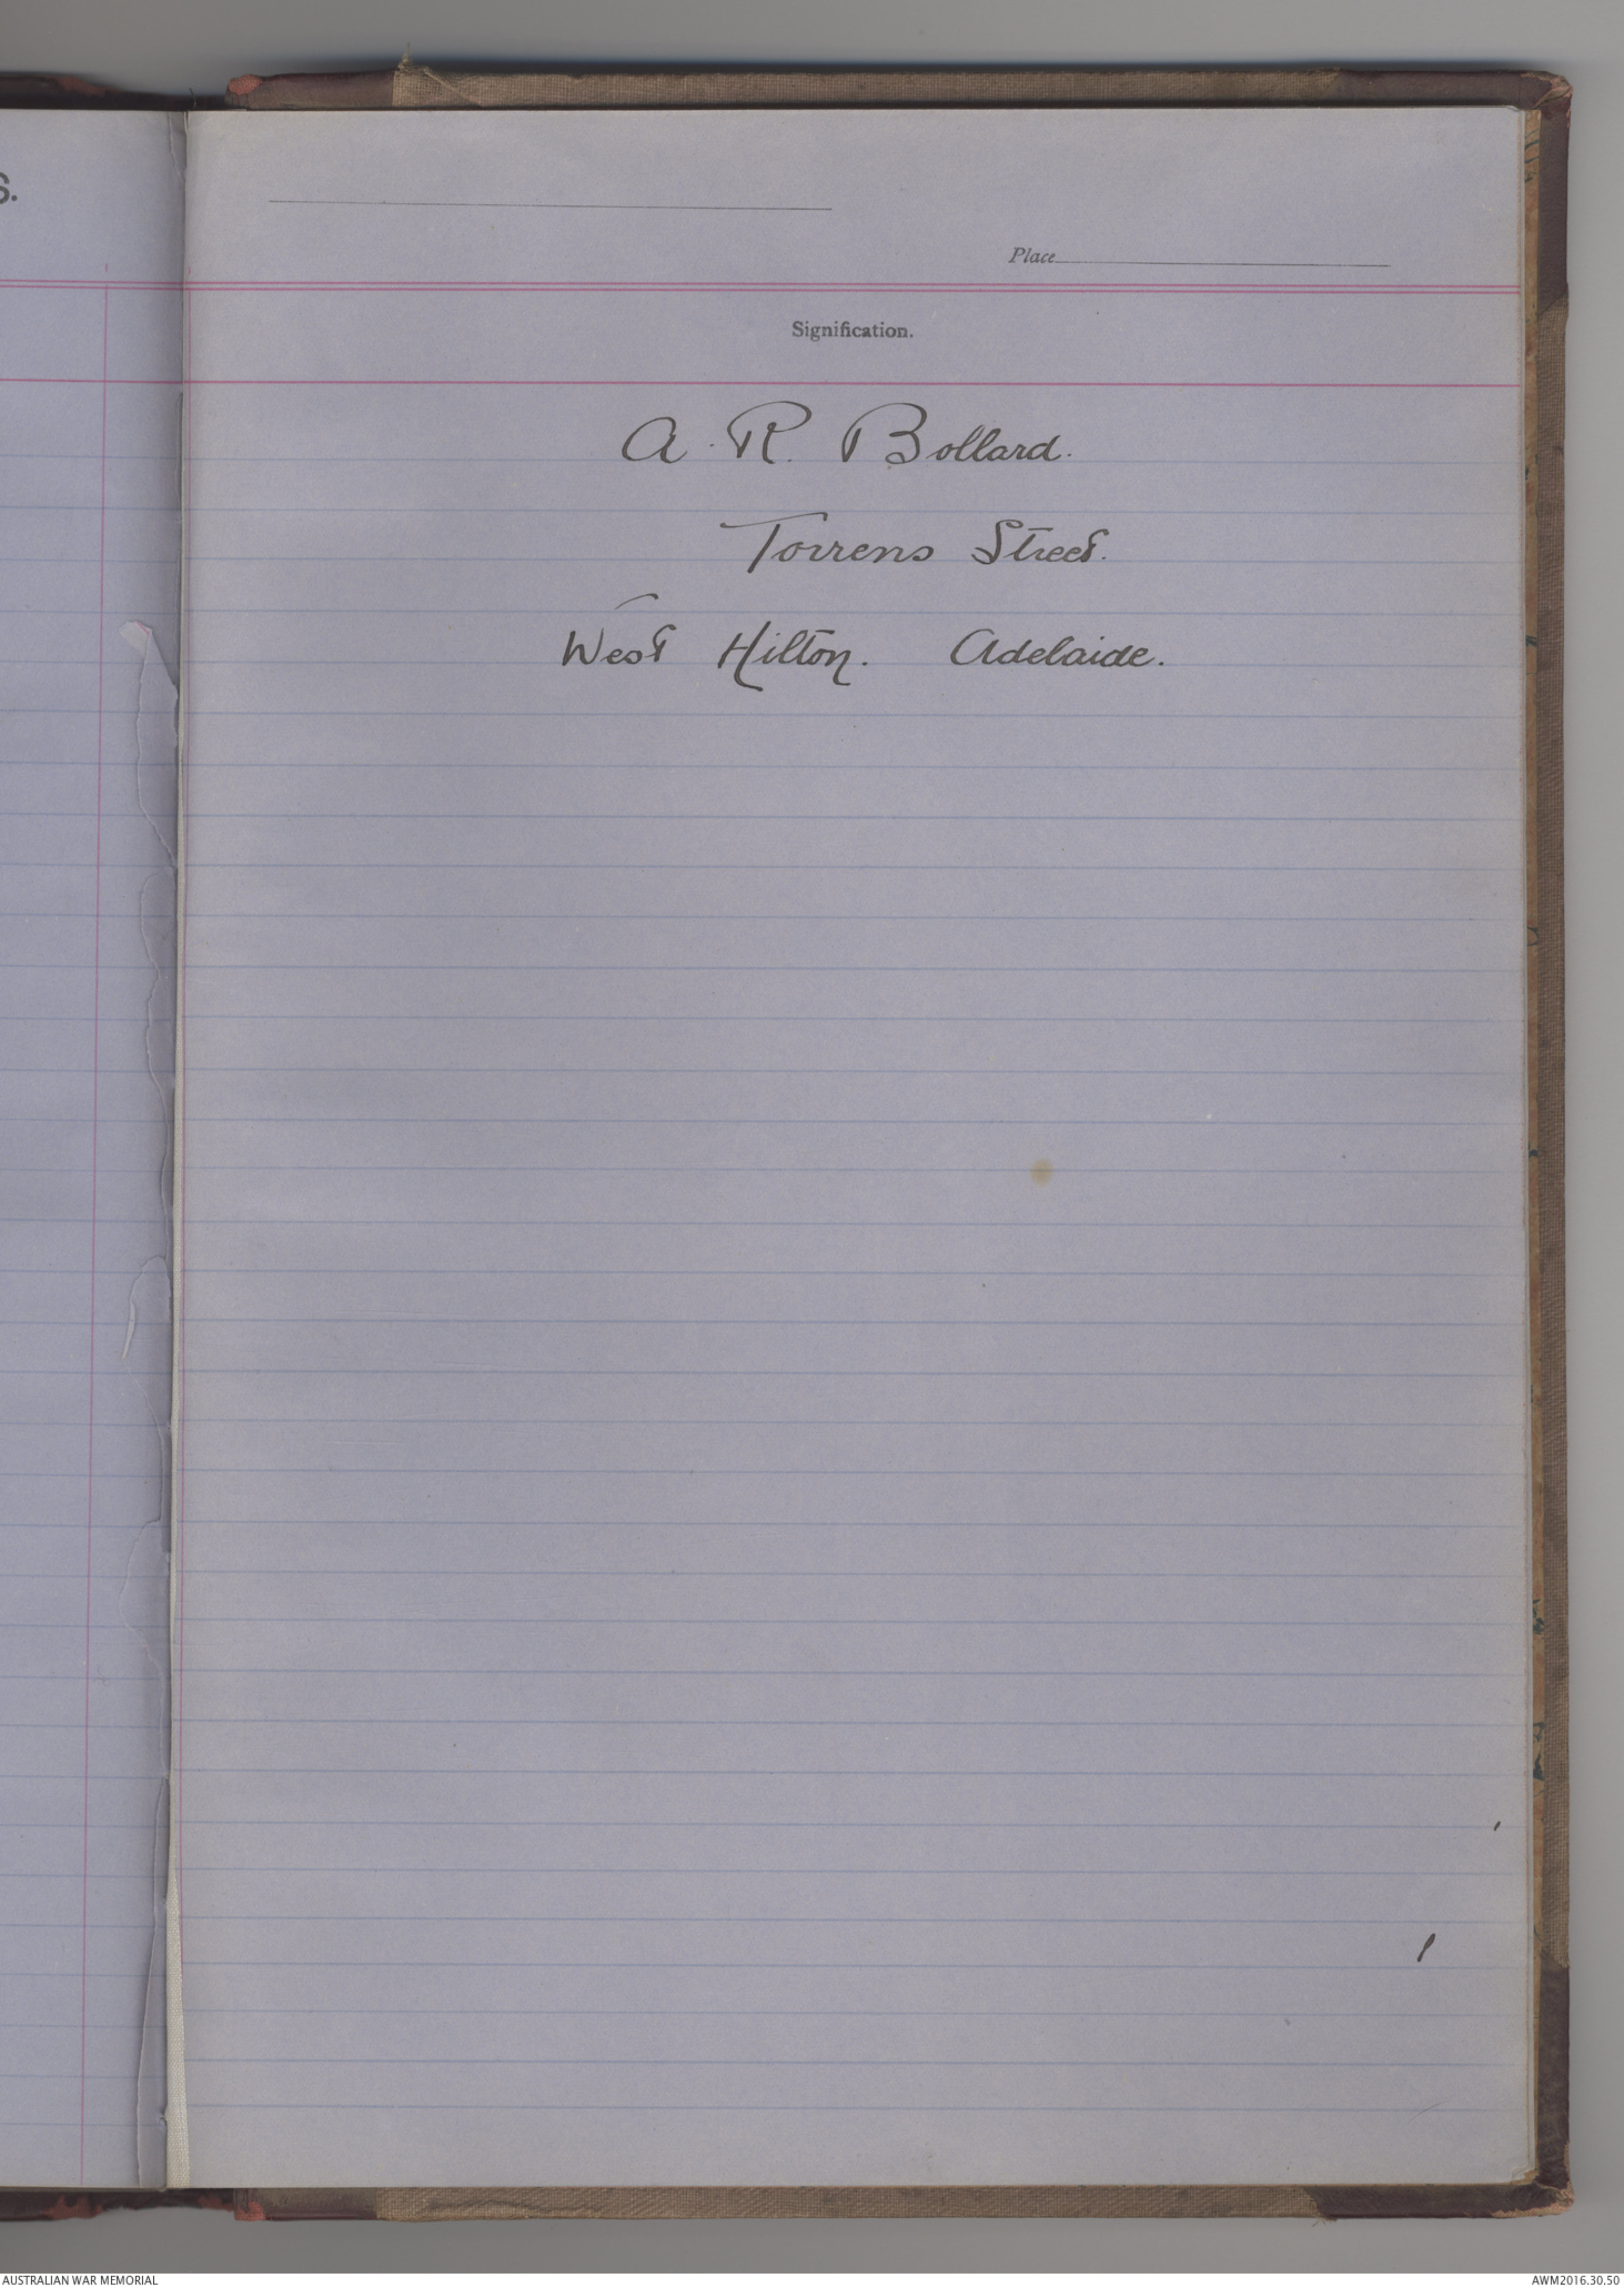 S.
Place
Signification.
A. R. Bollard.
Torrens Street.
West Hilton. Adelaide.
AUSTRALIAN WAR MEMORIAL
AWM2016.30.50